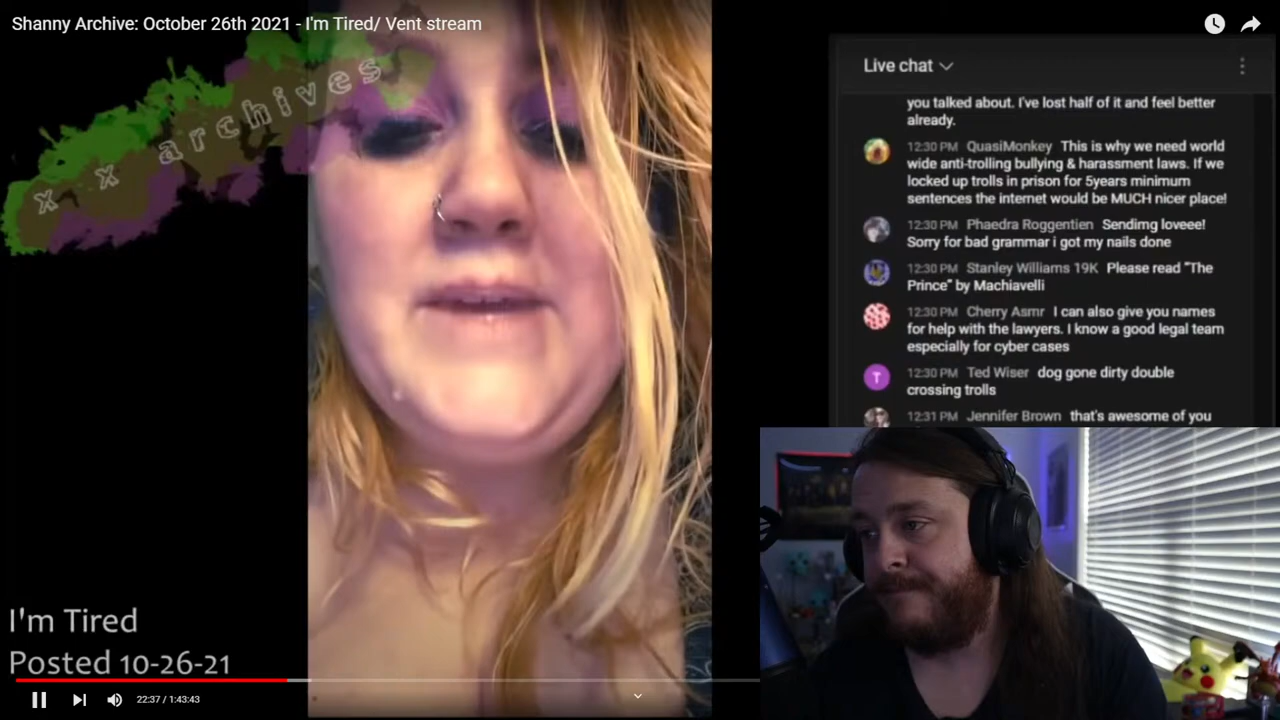 Shanny Archive: October 26th 2021 - I'm Tired/ Vent stream
x x archives
Live chat
you talked about. I've lost half of it and feel better
already.
12:30 PM QuasiMonkey This is why we need world
wide anti-trolling bullying & harassment laws. If we
locked up trolls in prison for 5years minimum
sentences the internet would be MUCH nicer place!
12:30 PM Phaedra Roggentien Sendimg loveee!
Sorry for bad grammar i got my nails done
12:30 PM Stanley Williams 19K Please read “The
Prince” by Machiavelli
12:30 PM Cherry Asmr I can also give you names
for help with the lawyers. I know a good legal team
especially for cyber cases
T
12:30 PM Ted Wiser dog gone dirty double
crossing trolls
12:31 PM Jennifer Brown that's awesome of you
I'm Tired
Posted 10-26-21
22:37 / 1:43:43